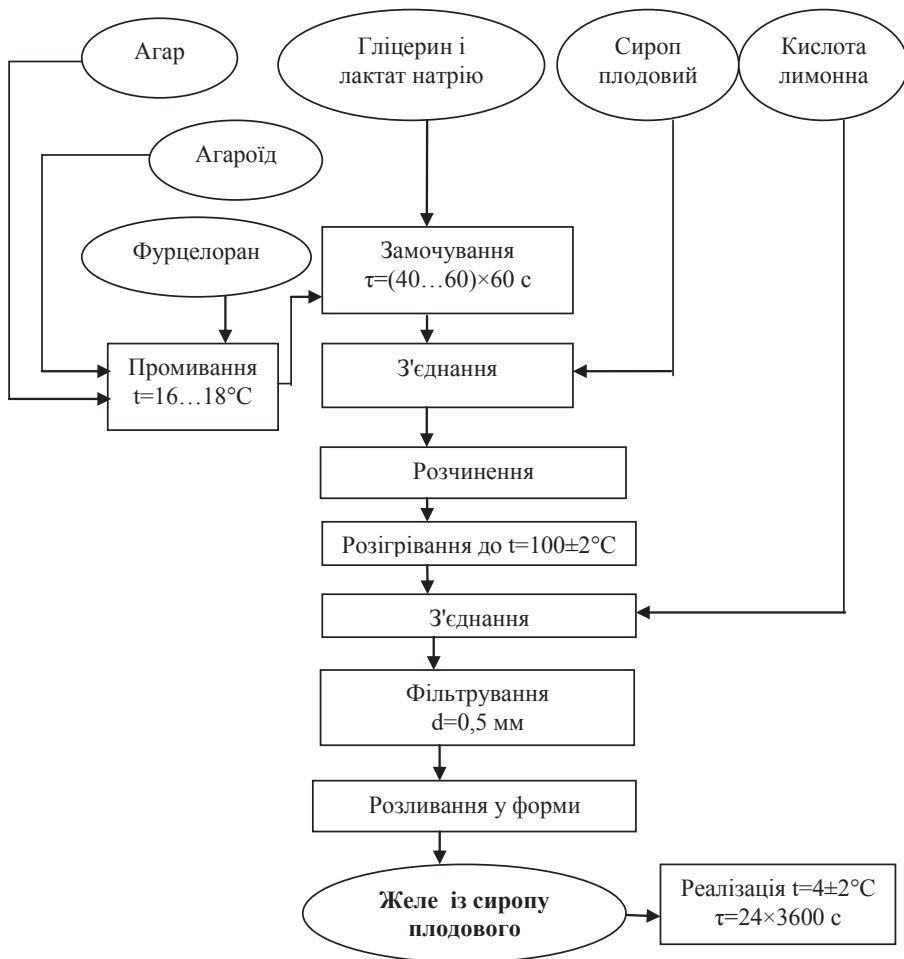 Агар
Гліцерин і
лактат натрію
Сироп
плодовий
Кислота
лимонна
Агароїд
Фурцелоран
Замочування
τ=(40…60)×60 с
Промивання
t=16…18°С
З'єднання
Розчинення
Розігрівання до t=100±2°С
З'єднання
Фільтрування
d=0,5 мм
Розливання у форми
Желе із сиропу
плодового
Реалізація t=4±2°С
τ=24×3600 с